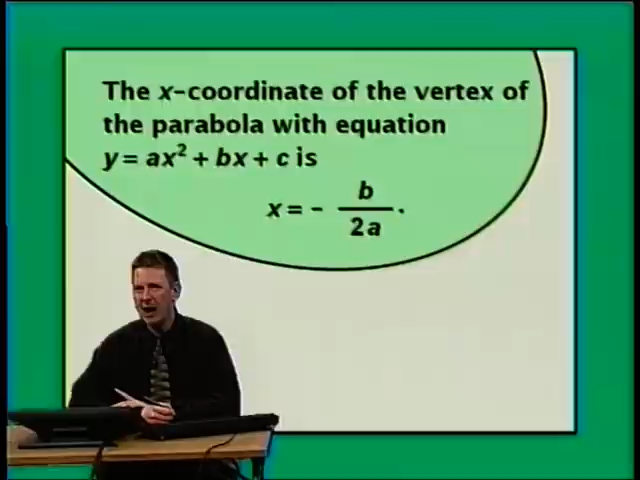 The x-coordinate of the vertex of
the parabola with equation
y = ax² + bx + c is
x = - b/2a.